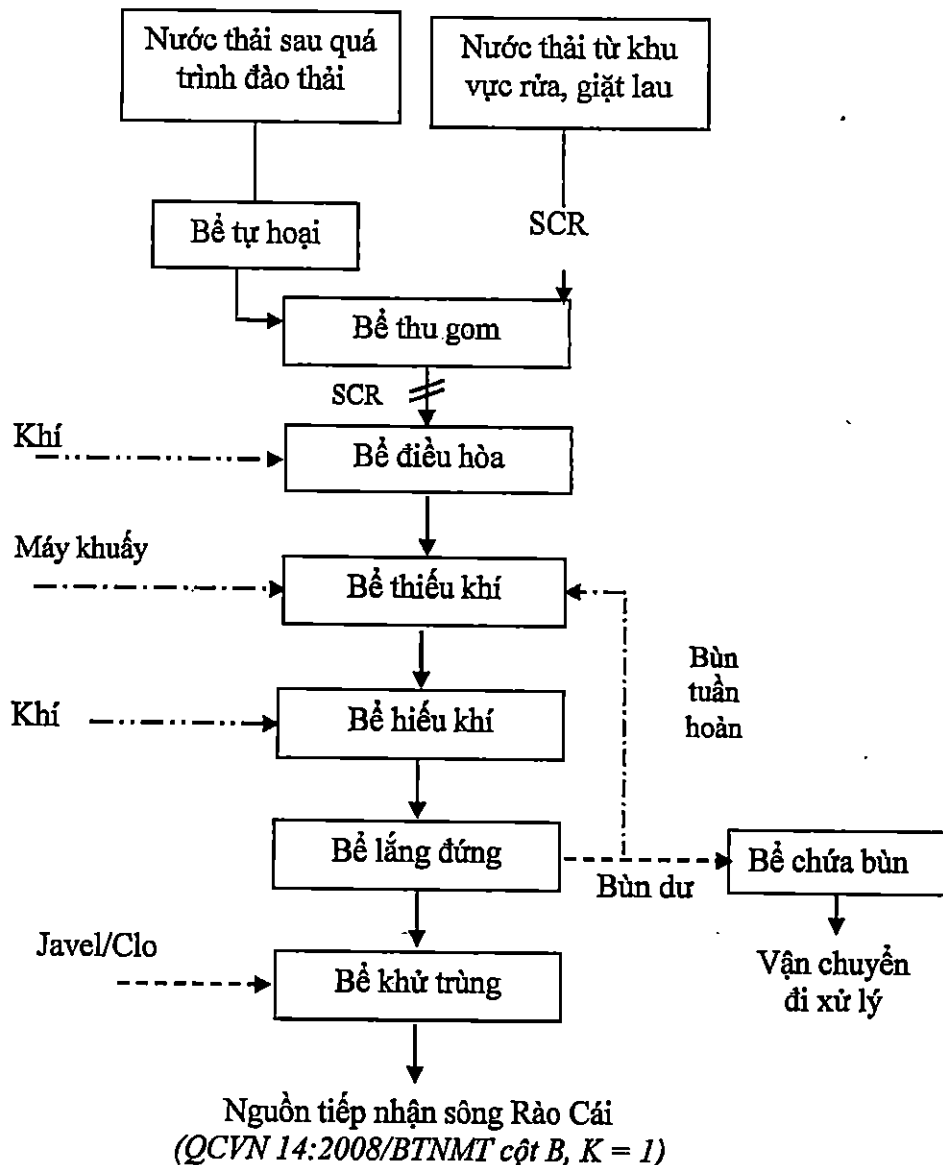 Nước thải sau quá
trình đào thải
Nước thải từ khu
vực rửa, giặt lau
Bể tự hoại
SCR
Bể thu gom
SCR
Khí
Bể điều hòa
Máy khuấy
Bể thiếu khí
Bùn
tuần
hoàn
Khí
Bể hiếu khí
Bể lắng đứng
Bùn dư
Bể chứa bùn
Javel/Clo
Bể khử trùng
Vận chuyển
đi xử lý
Nguồn tiếp nhận sông Rào Cái
(QCVN 14:2008/BTNMT cột B, K = 1)